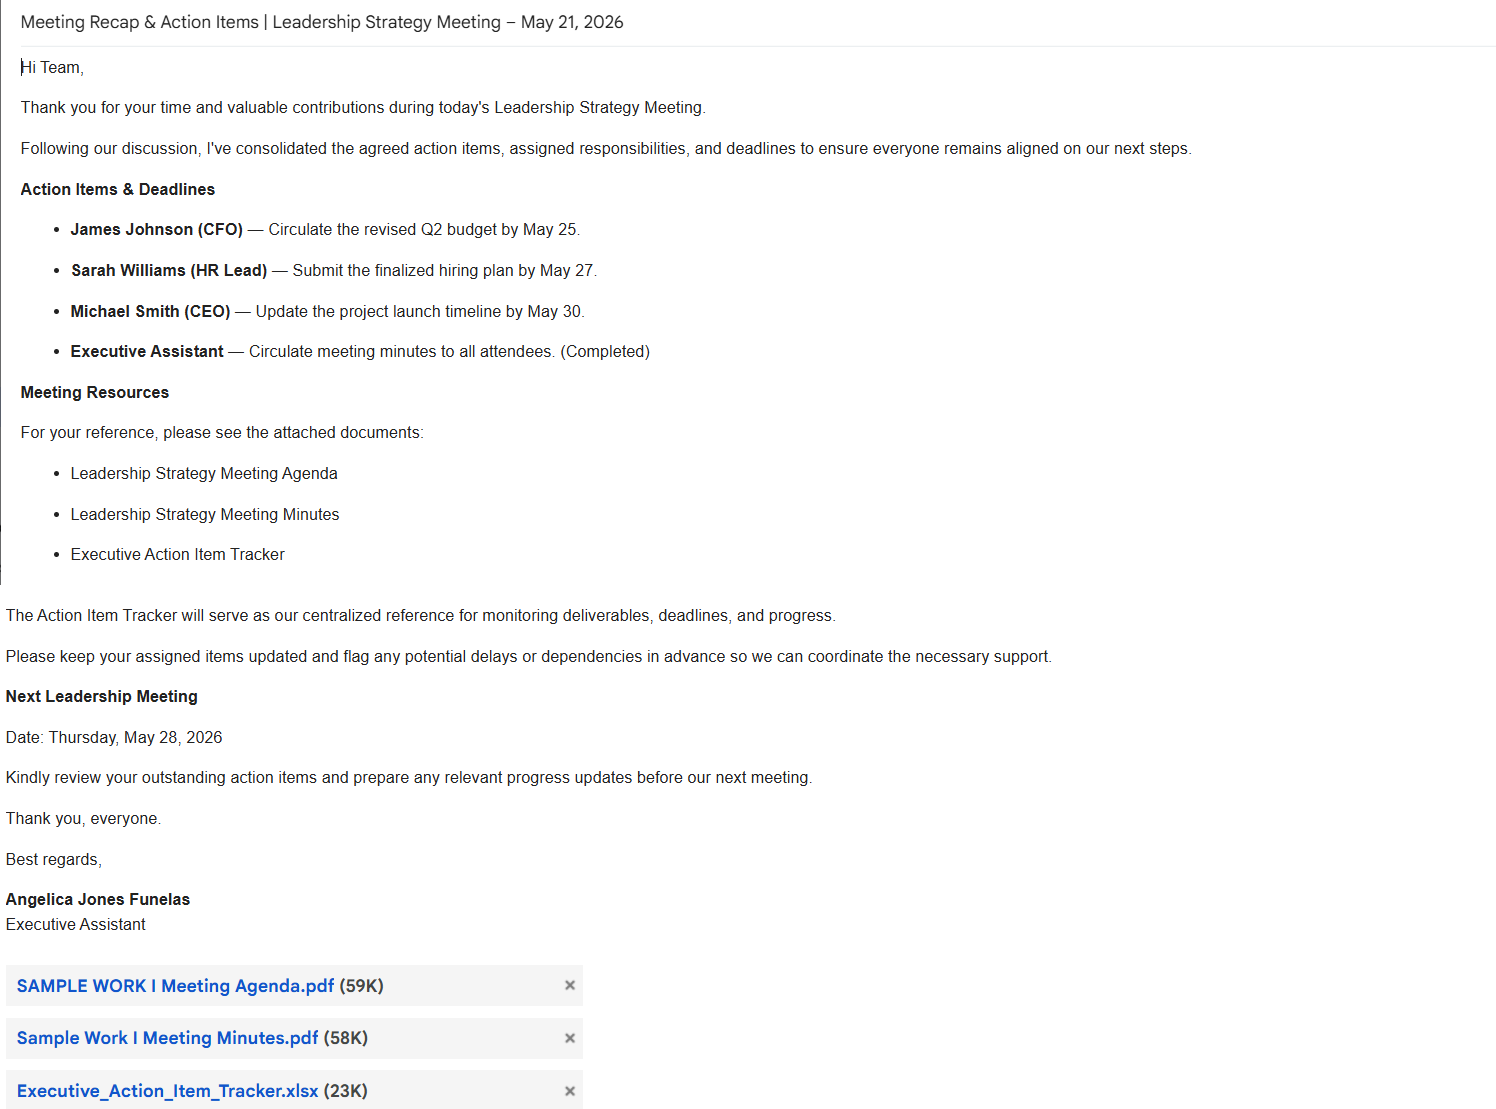 Meeting Recap & Action Items | Leadership Strategy Meeting – May 21, 2026
Hi Team,
Thank you for your time and valuable contributions during today's Leadership Strategy Meeting.
Following our discussion, I've consolidated the agreed action items, assigned responsibilities, and deadlines to ensure everyone remains aligned on our next steps.
Action Items & Deadlines
• James Johnson (CFO) — Circulate the revised Q2 budget by May 25.
• Sarah Williams (HR Lead) — Submit the finalized hiring plan by May 27.
• Michael Smith (CEO) — Update the project launch timeline by May 30.
• Executive Assistant — Circulate meeting minutes to all attendees. (Completed)
Meeting Resources
For your reference, please see the attached documents:
• Leadership Strategy Meeting Agenda
• Leadership Strategy Meeting Minutes
• Executive Action Item Tracker
The Action Item Tracker will serve as our centralized reference for monitoring deliverables, deadlines, and progress.
Please keep your assigned items updated and flag any potential delays or dependencies in advance so we can coordinate the necessary support.
Next Leadership Meeting
Date: Thursday, May 28, 2026
Kindly review your outstanding action items and prepare any relevant progress updates before our next meeting.
Thank you, everyone.
Best regards,
Angelica Jones Funelas
Executive Assistant
SAMPLE WORK I Meeting Agenda.pdf (59K)
Sample Work I Meeting Minutes.pdf (58K)
Executive_Action_Item_Tracker.xlsx (23K)